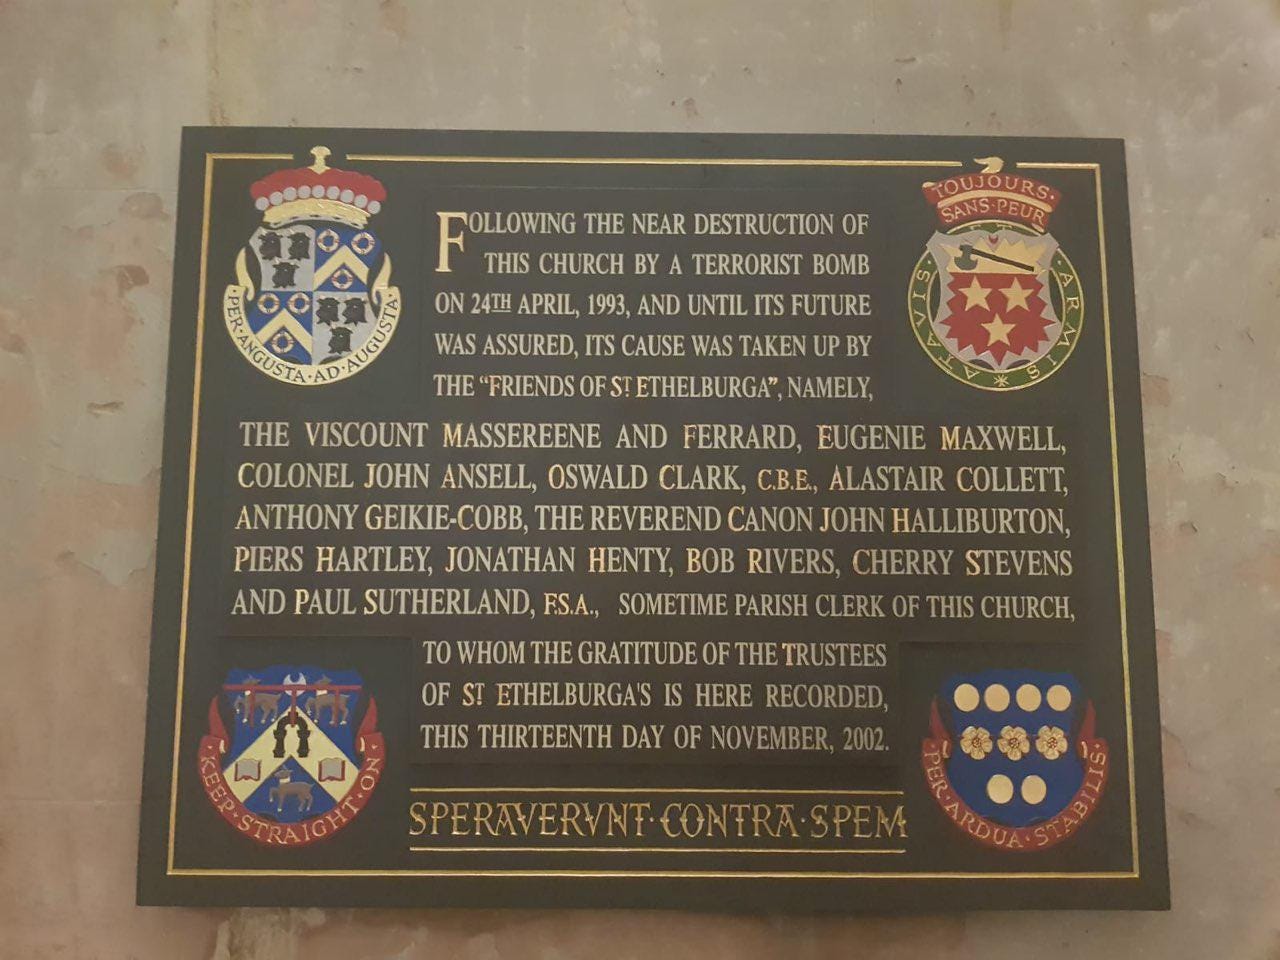 FOLLOWING THE NEAR DESTRUCTION OF
THIS CHURCH BY A TERRORIST BOMB
ON 24TH APRIL, 1993, AND UNTIL ITS FUTURE
WAS ASSURED, ITS CAUSE WAS TAKEN UP BY
THE “FRIENDS OF ST ETHELBURGA”, NAMELY,
THE VISCOUNT MASSEREENE AND FERRARD, EUGENIE MAXWELL,
COLONEL JOHN ANSELL, OSWALD CLARK, C.B.E., ALASTAIR COLLETT,
ANTHONY GEIKIE-COBB, THE REVEREND CANON JOHN HALLIBURTON,
PIERS HARTLEY, JONATHAN HENTY, BOB RIVERS, CHERRY STEVENS
AND PAUL SUTHERLAND, F.S.A., SOMETIME PARISH CLERK OF THIS CHURCH,
TO WHOM THE GRATITUDE OF THE TRUSTEES
OF ST ETHELBURGA'S IS HERE RECORDED,
THIS THIRTEENTH DAY OF NOVEMBER, 2002.
SPERAVERVNT·CONTRA·SPEM
PER·ANGUSTA·AD·AUGUSTA
TOUJOURS·
SANS·PEUR
ET ARMIS STATA VIS
KEEP·STRAIGHT·ON
PER·ARDUA·STABILIS